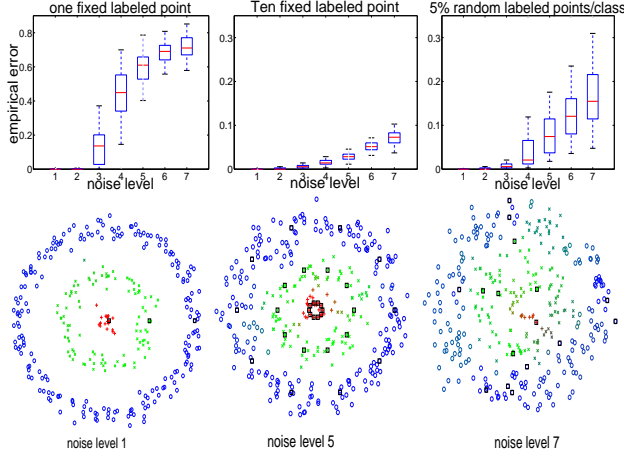 one fixed labeled point
Ten fixed labeled point
5% random labeled points/class
empirical error
0.8
0.6
0.4
0.2
0
1 2 3 4 5 6 7
noise level
0.3
0.2
0.1
0
1 2 3 4 5 6 7
noise level
0.3
0.2
0.1
0
1 2 3 4 5 6 7
noise level
noise level 1
noise level 5
noise level 7